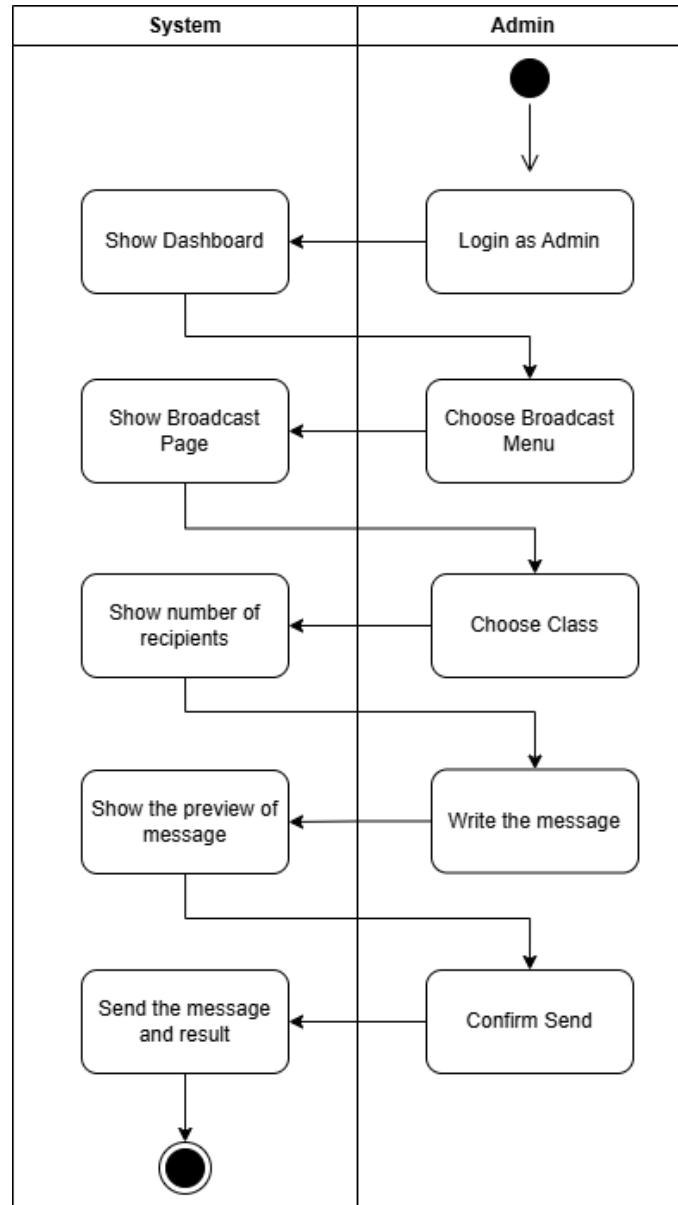 System
Admin
Show Dashboard
Login as Admin
Show Broadcast
Page
Choose Broadcast
Menu
Show number of
recipients
Choose Class
Show the preview of
message
Write the message
Send the message
and result
Confirm Send